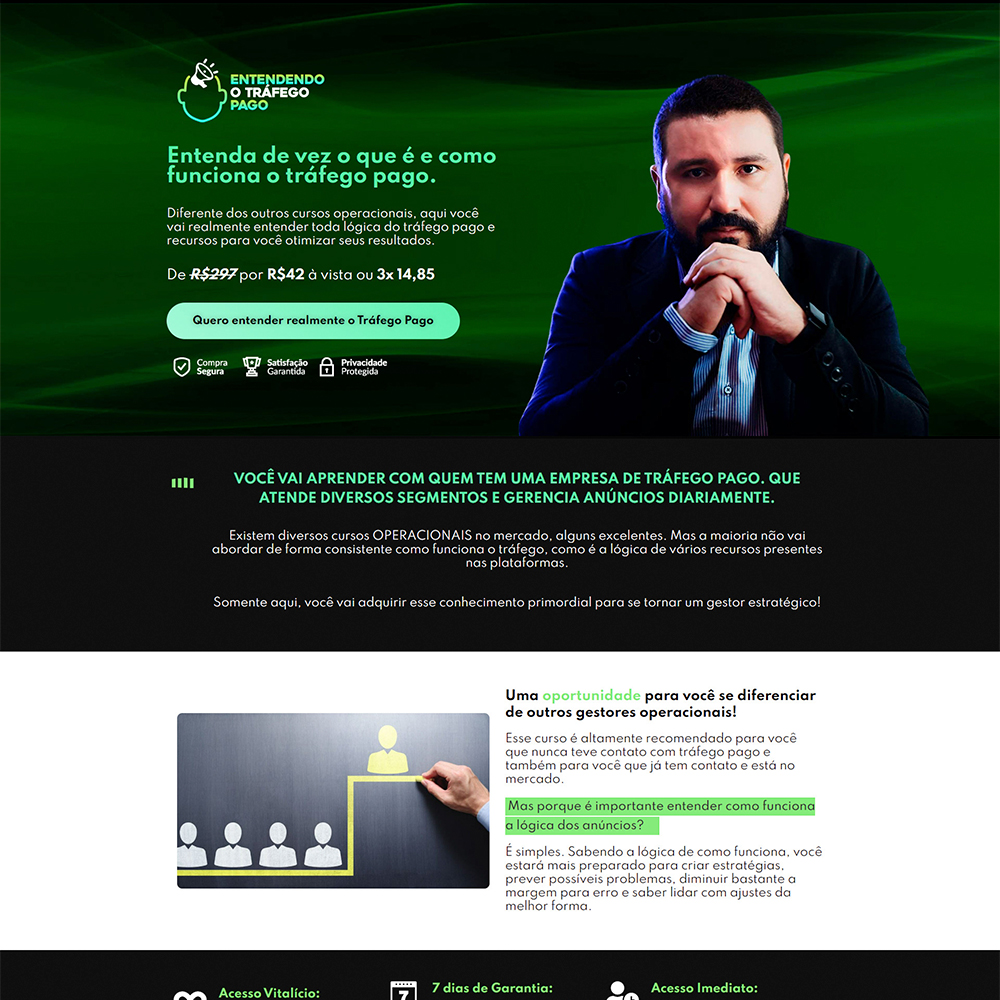 ENTENDENDO
O TRÁFEGO
PAGO
Entenda de vez o que é e como
funciona o tráfego pago.
Diferente dos outros cursos operacionais, aqui você
vai realmente entender toda lógica do tráfego pago e
recursos para você otimizar seus resultados.
De R$297 por R$42 à vista ou 3x 14,85
Quero entender realmente o Tráfego Pago
Compra
Segura
Satisfação
Garantida
Privacidade
Protegida
VOCÊ VAI APRENDER COM QUEM TEM UMA EMPRESA DE TRÁFEGO PAGO. QUE
ATENDE DIVERSOS SEGMENTOS E GERENCIA ANÚNCIOS DIARIAMENTE.
Existem diversos cursos OPERACIONAIS no mercado, alguns excelentes. Mas a maioria não vai
abordar de forma consistente como funciona o tráfego, como é a lógica de vários recursos presentes
nas plataformas.
Somente aqui, você vai adquirir esse conhecimento primordial para se tornar um gestor estratégico!
Uma oportunidade para você se diferenciar
de outros gestores operacionais!
Esse curso é altamente recomendado para você
que nunca teve contato com tráfego pago e
também para você que já tem contato e está no
mercado.
Mas porque é importante entender como funciona
a lógica dos anúncios?
É simples. Sabendo a lógica de como funciona, você
estará mais preparado para criar estratégias,
prever possíveis problemas, diminuir bastante a
margem para erro e saber lidar com ajustes da
melhor forma.
Acesso Vitalício:
7
7 dias de Garantia:
Acesso Imediato: